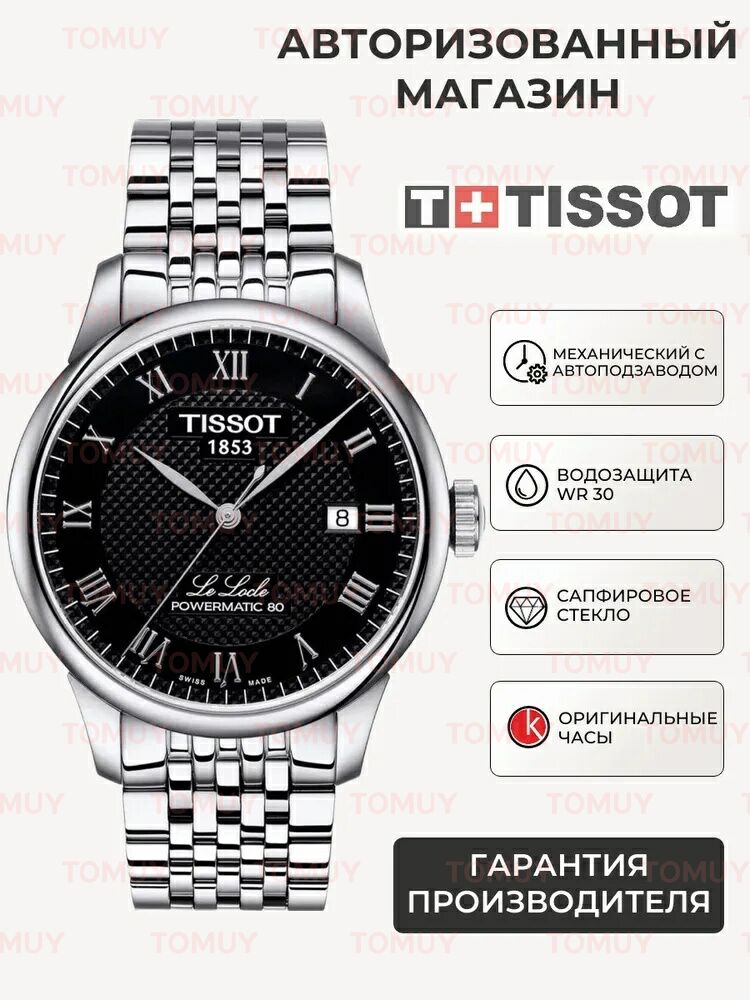 АВТОРИЗОВАННЫЙ
МАГАЗИН
T+TISSOT
МЕХАНИЧЕСКИЙ С
АВТОПОДЗАВОДОМ
ВОДОЗАЩИТА
WR 30
САПФИРОВОЕ
СТЕКЛО
k
ОРИГИНАЛЬНЫЕ
ЧАСЫ
ГАРАНТИЯ
ПРОИЗВОДИТЕЛЯ
XII
TISSOT
1853
8
Le Locle
POWERMATIC 80
SWISS MADE
TOMUY